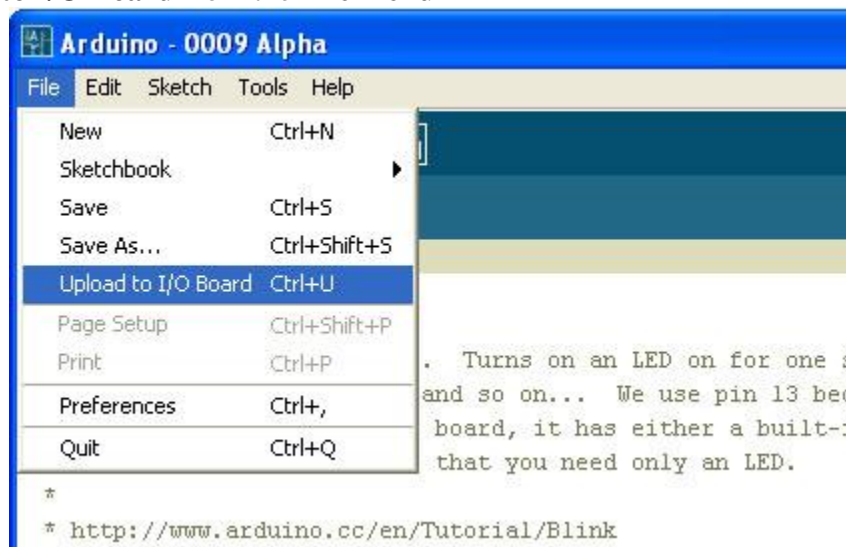 Arduino - 0009 Alpha
File Edit Sketch Tools Help
New Ctrl+N
Sketchbook
Save Ctrl+S
Save As... Ctrl+Shift+S
Upload to I/O Board Ctrl+U
Page Setup Ctrl+Shift+P
Print Ctrl+P
. Turns on an LED on for one
Preferences Ctrl+,
and so on... We use pin 13
board, it has either a
Quit Ctrl+Q
that you need only an LED.
*
* http://www.arduino.cc/en/Tutorial/Blink